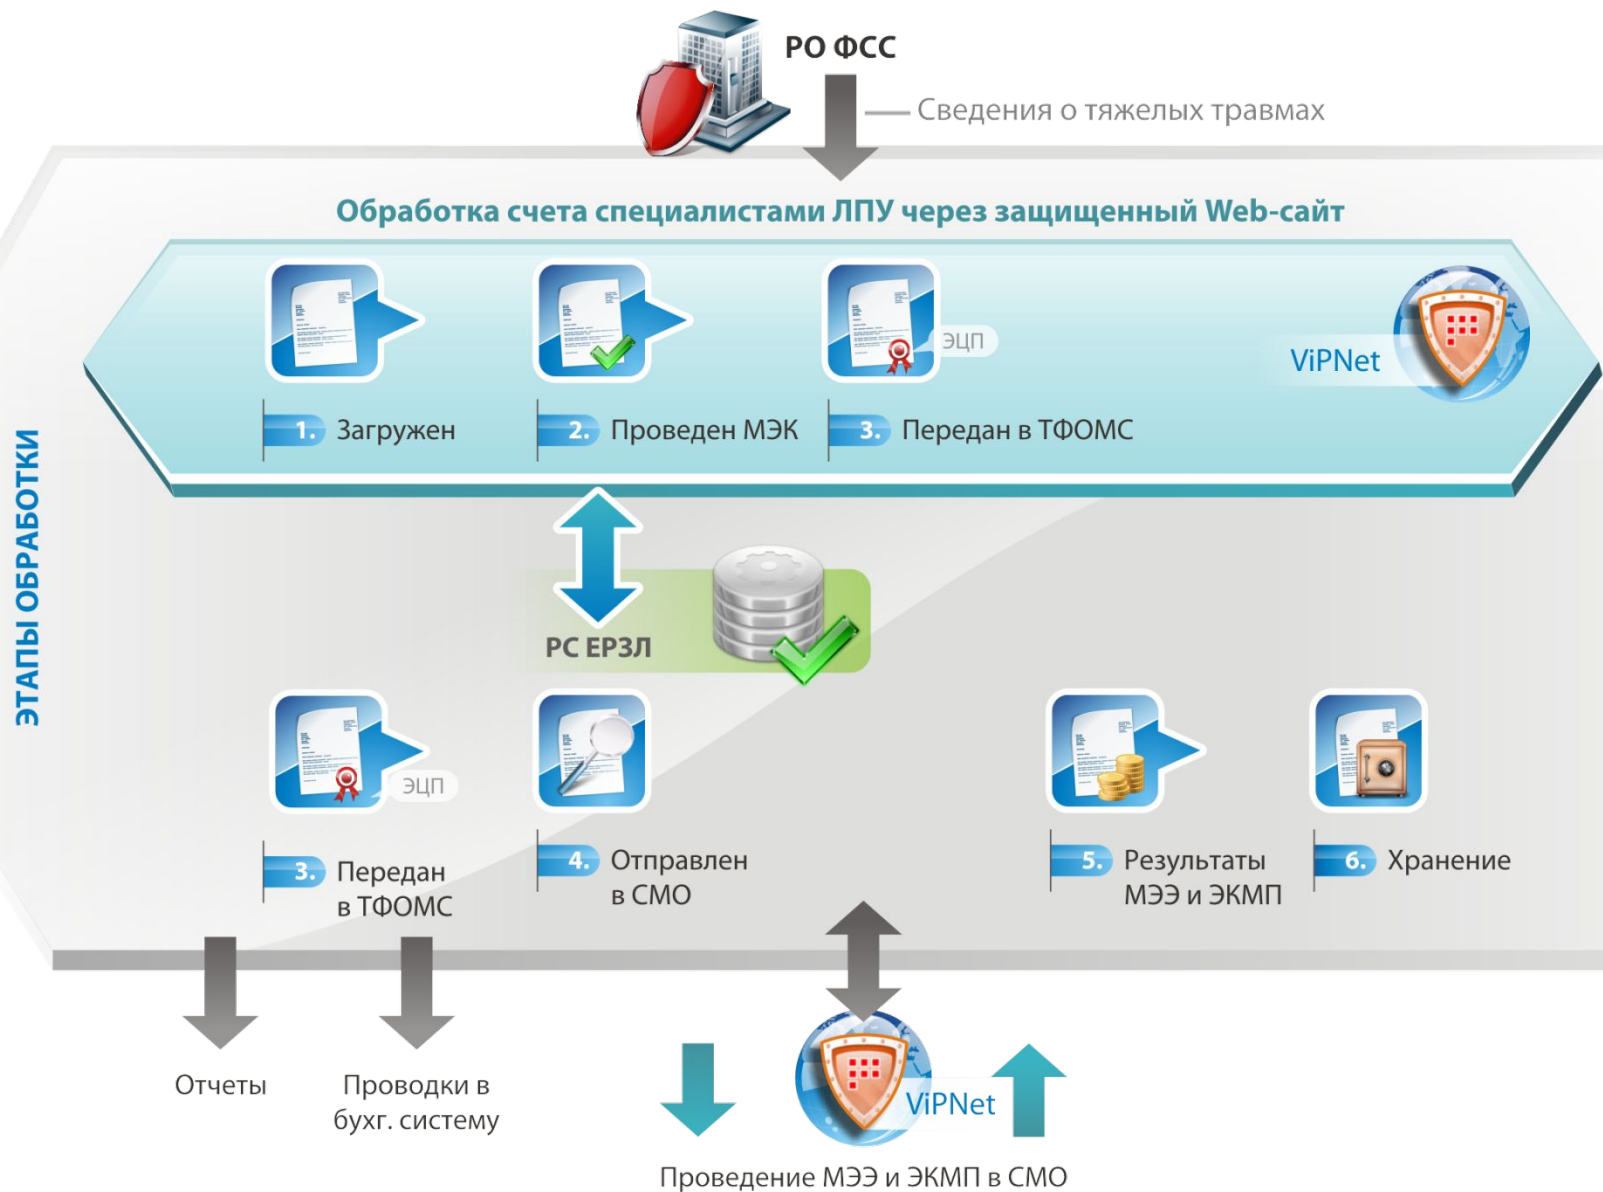 РО ФСС
Сведения о тяжелых травмах
Обработка счета специалистами ЛПУ через защищенный Web-сайт
ЭЦП
ViPNet
1. Загружен
2. Проведен МЭК
3. Передан в ТФОМС
ЭТАПЫ ОБРАБОТКИ
РС ЕРЗЛ
ЭЦП
3. Передан
в ТФОМС
4. Отправлен
в СМО
5. Результаты
МЭЭ и ЭКМП
6. Хранение
Отчеты
Проводки в
бухг. систему
ViPNet
Проведение МЭЭ и ЭКМП в СМО